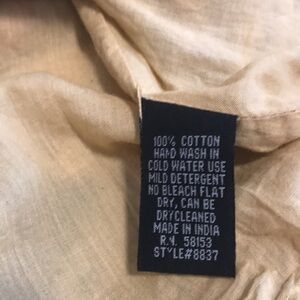 100% COTTON
HAND WASH IN
COLD WATER USE
MILD DETERGENT
NO BLEACH FLAT
DRY, CAN BE
DRYCLEANED
MADE IN INDIA
R.N. 58153
STYLE#8837